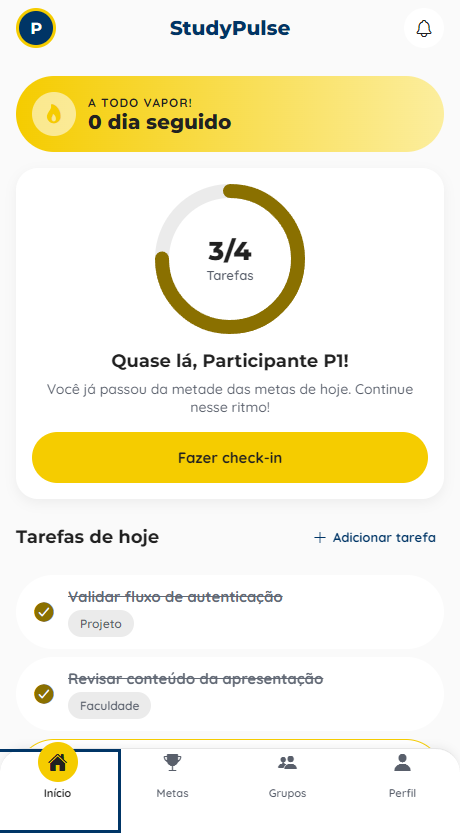 P
StudyPulse
A TODO VAPOR!
0 dia seguido
3/4
Tarefas
Quase lá, Participante P1!
Você já passou da metade das metas de hoje. Continue
nesse ritmo!
Fazer check-in
Tarefas de hoje
+ Adicionar tarefa
Validar fluxo de autenticação
Projeto
Revisar conteúdo da apresentação
Faculdade
Início
Metas
Grupos
Perfil